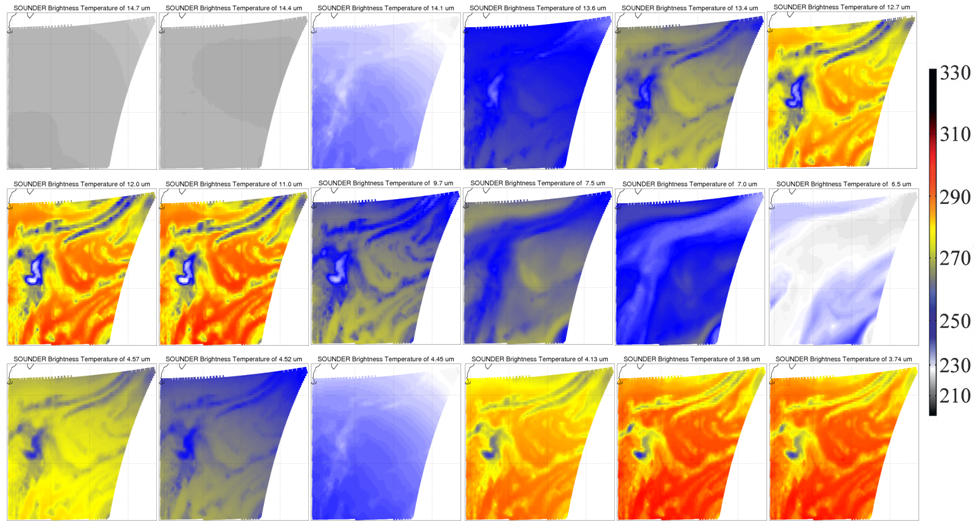 SOUNDER Brightness Temperature of 14.7 um
SOUNDER Brightness Temperature of 14.4 um
SOUNDER Brightness Temperature of 14.1 um
SOUNDER Brightness Temperature of 13.6 um
SOUNDER Brightness Temperature of 13.4 um
SOUNDER Brightness Temperature of 12.7 um
SOUNDER Brightness Temperature of 12.0 um
SOUNDER Brightness Temperature of 11.0 um
SOUNDER Brightness Temperature of 9.7 um
SOUNDER Brightness Temperature of 7.5 um
SOUNDER Brightness Temperature of 7.0 um
SOUNDER Brightness Temperature of 6.5 um
SOUNDER Brightness Temperature of 4.57 um
SOUNDER Brightness Temperature of 4.52 um
SOUNDER Brightness Temperature of 4.45 um
SOUNDER Brightness Temperature of 4.13 um
SOUNDER Brightness Temperature of 3.98 um
SOUNDER Brightness Temperature of 3.74 um
330
310
290
270
250
230
210